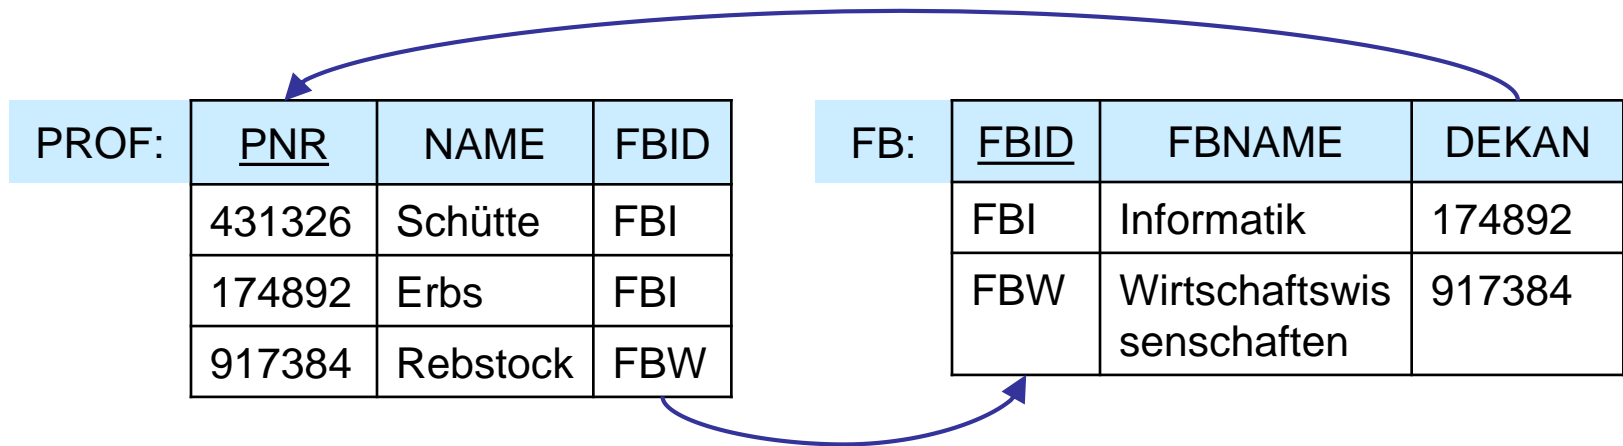 PROF: PNR NAME FBID
431326 Schütte FBI
174892 Erbs FBI
917384 Rebstock FBW
FB: FBID FBNAME DEKAN
FBI Informatik 174892
FBW Wirtschaftswis 917384
senschaften